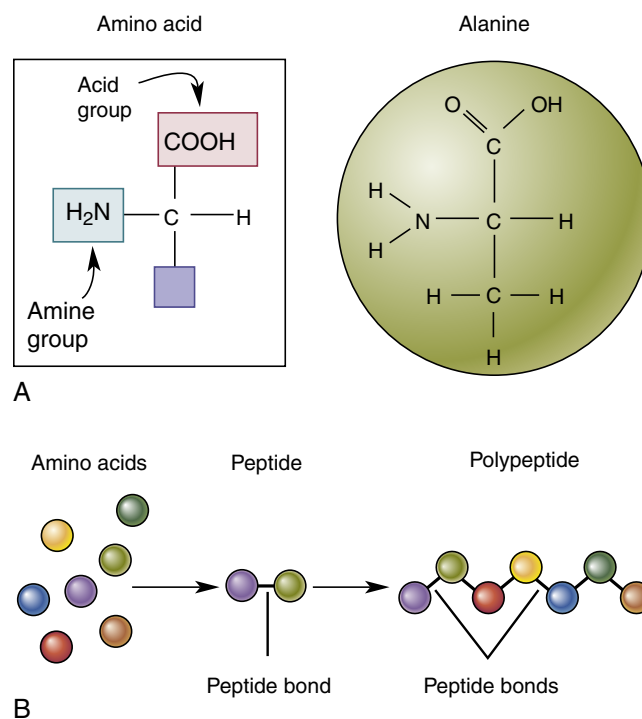 Amino acid
Alanine
Acid
group
COOH
H2N
C
H
Amine
group
O
OH
C
H
N
C
H
H
H
C
H
H
A
Amino acids
Peptide
Polypeptide
Peptide bond
Peptide bonds
B